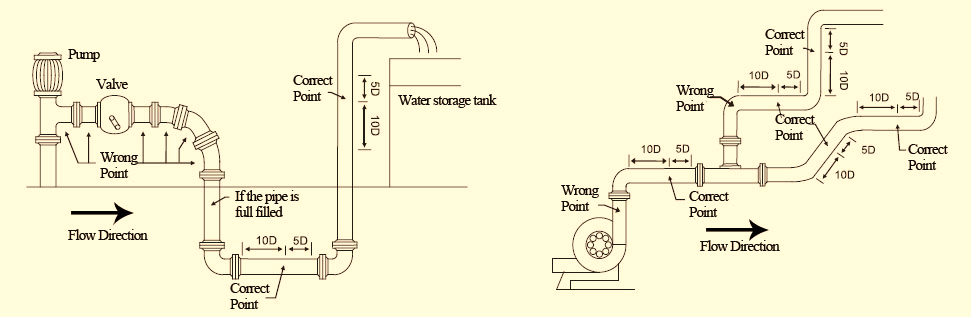 Pump
Valve
Wrong
Point
Correct
Point
5D
10D
Water storage tank
If the pipe is
full filled
Flow Direction
10D
5D
Correct
Point
Correct
Point
5D
10D
10D
5D
Wrong
Point
Correct
Point
10D
5D
Correct
Point
5D
10D
10D
5D
Wrong
Point
Correct
Point
Flow Direction